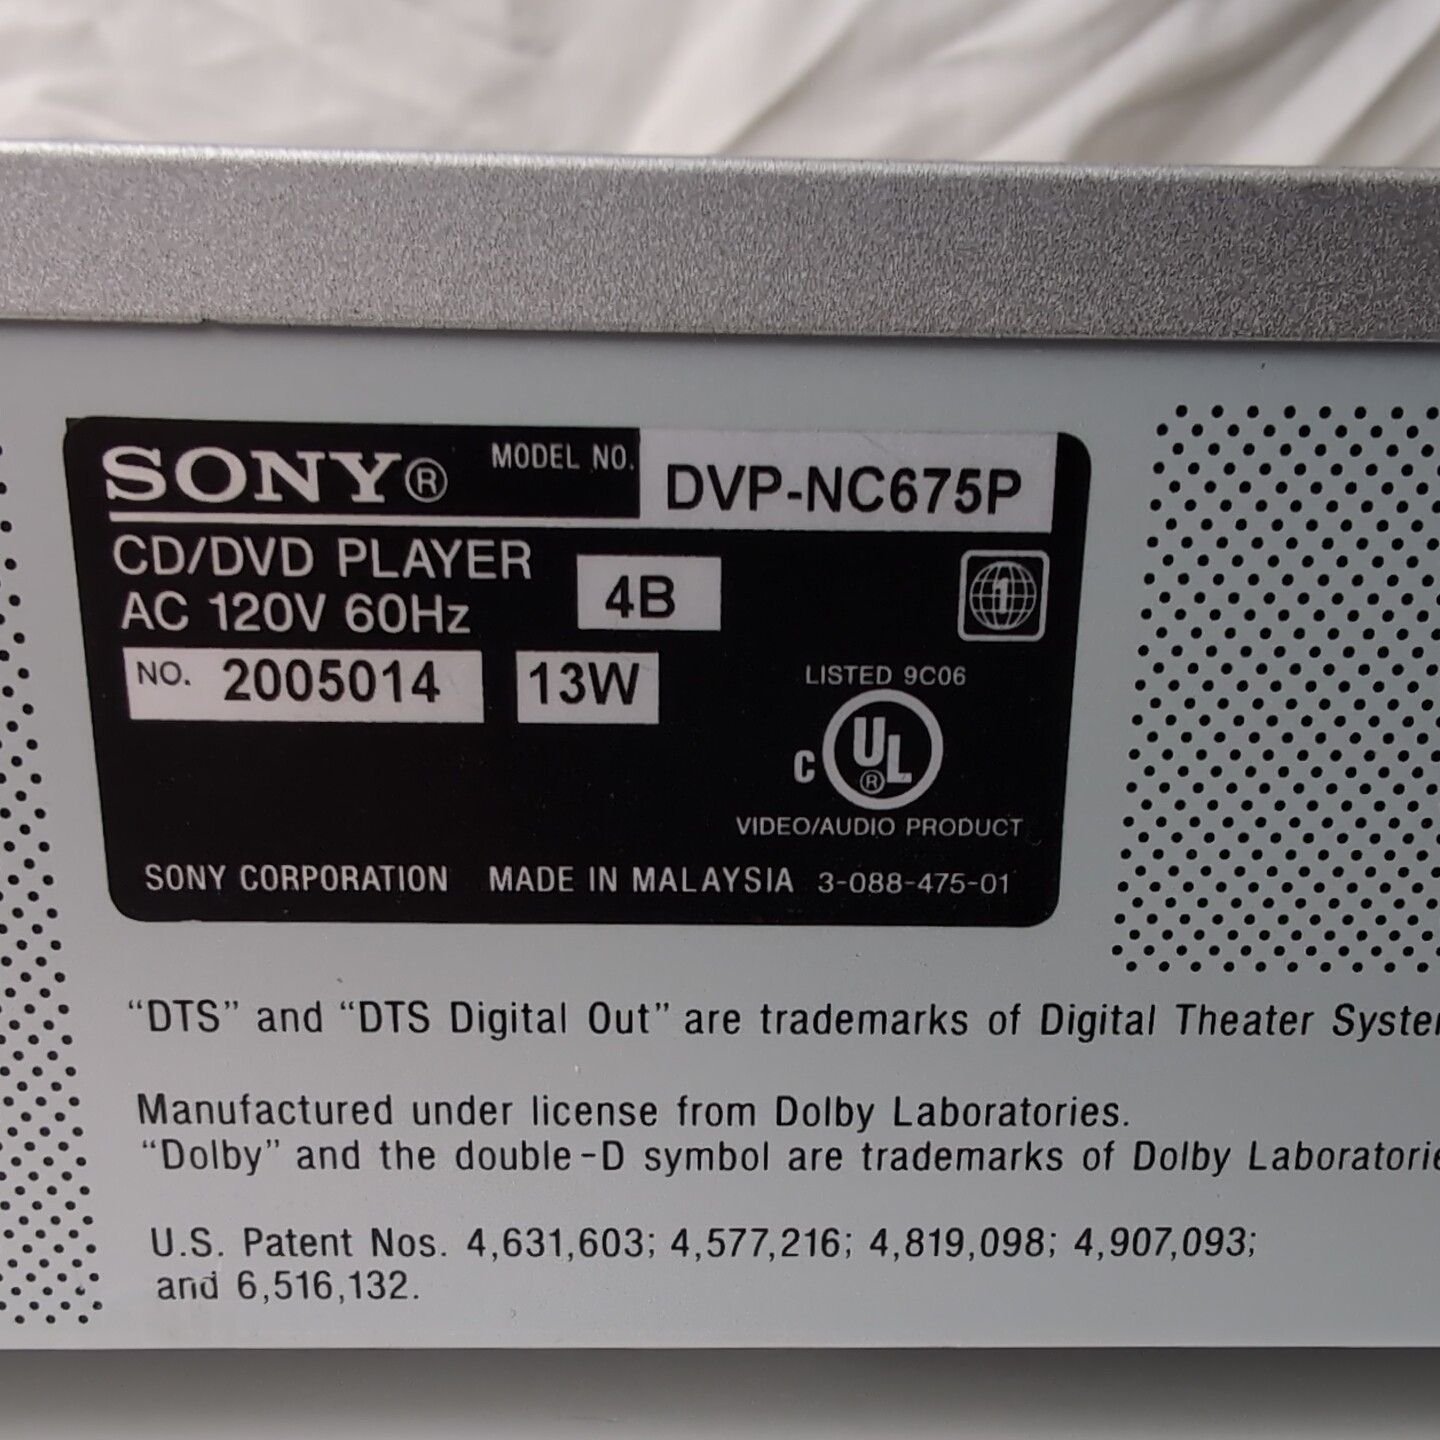 SONY® MODEL NO. DVP-NC675P
CD/DVD PLAYER
AC 120V 60Hz 4B
1
NO. 2005014 13W
LISTED 9C06
C UL ®
VIDEO/AUDIO PRODUCT
SONY CORPORATION MADE IN MALAYSIA 3-088-475-01
“DTS” and “DTS Digital Out” are trademarks of Digital Theater
Manufactured under license from Dolby Laboratories.
“Dolby” and the double-D symbol are trademarks of Dolby
U.S. Patent Nos. 4,631,603; 4,577,216; 4,819,098; 4,907,093;
and 6,516,132.